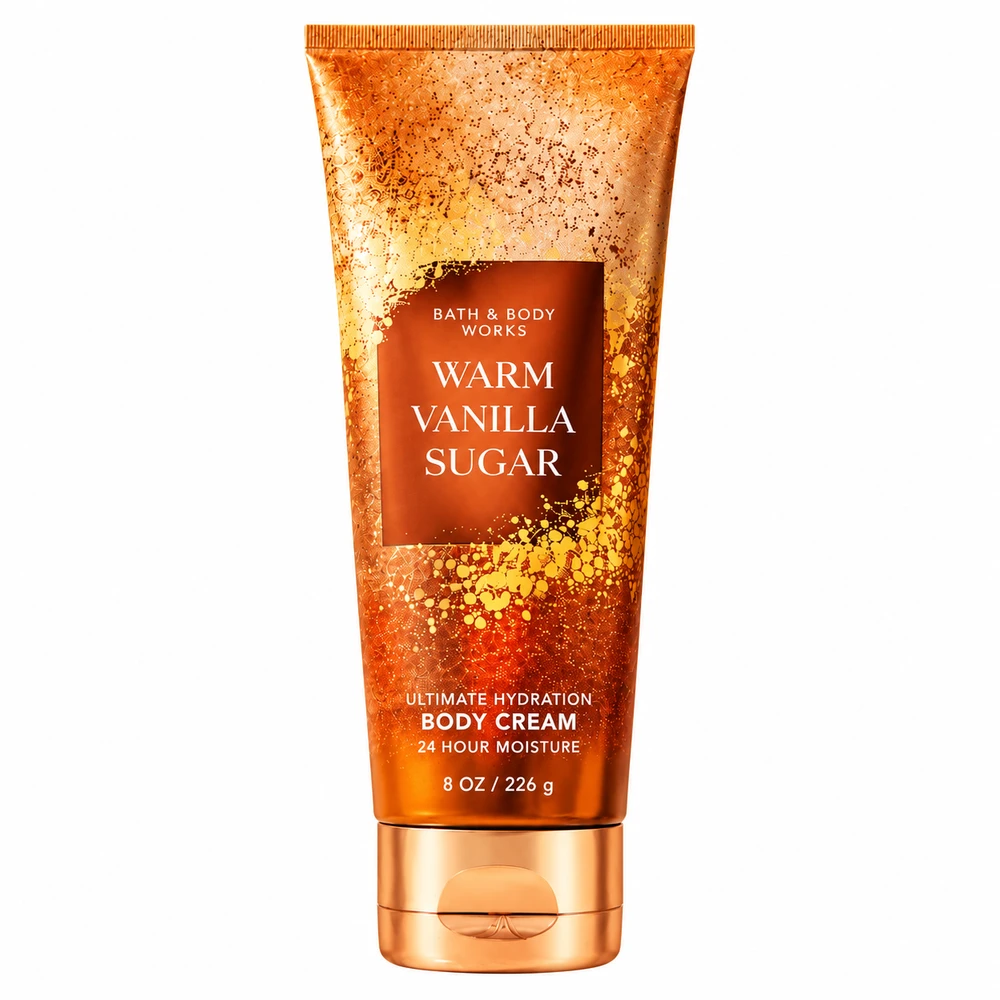 BATH & BODY
WORKS
WARM
VANILLA
SUGAR
ULTIMATE HYDRATION
BODY CREAM
24 HOUR MOISTURE
8 OZ / 226 g